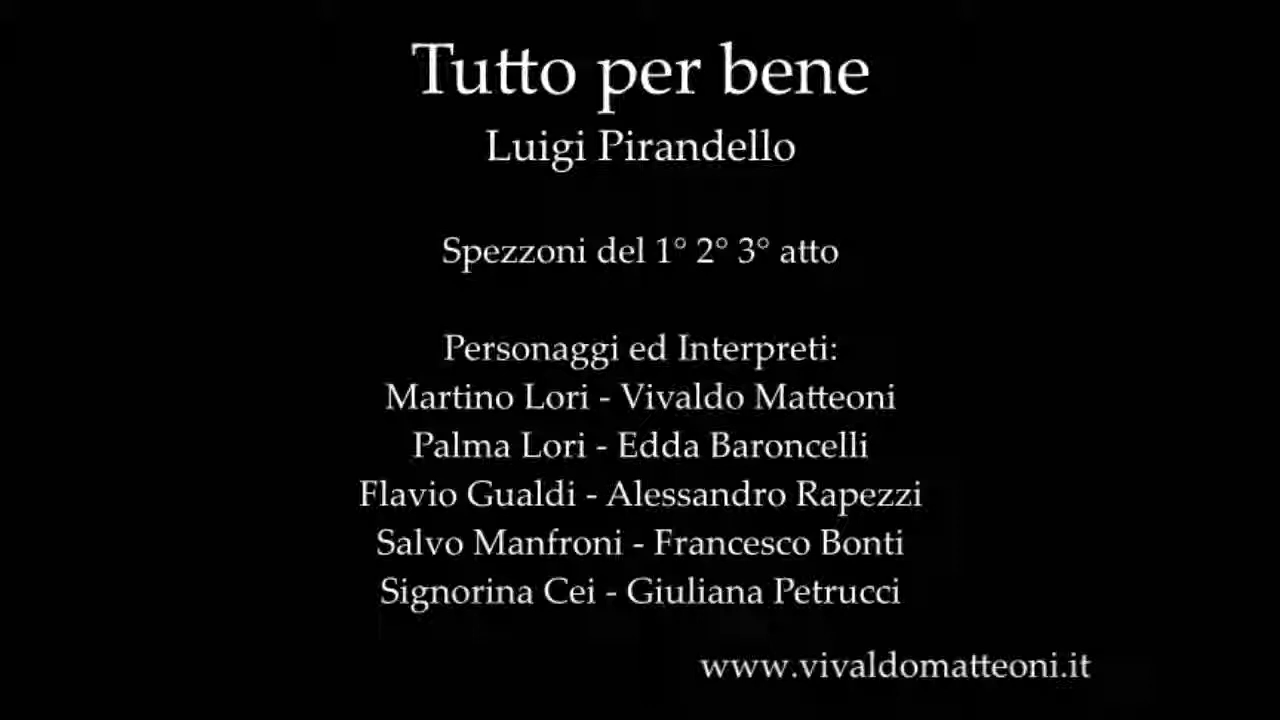 Tutto per bene
Luigi Pirandello
Spezzoni del 1° 2° 3° atto
Personaggi ed Interpreti:
Martino Lori - Vivaldo Matteoni
Palma Lori - Edda Baroncelli
Flavio Gualdi - Alessandro Rapezzi
Salvo Manfroni - Francesco Bonti
Signorina Cei - Giuliana Petrucci
www.vivaldomatteoni.it